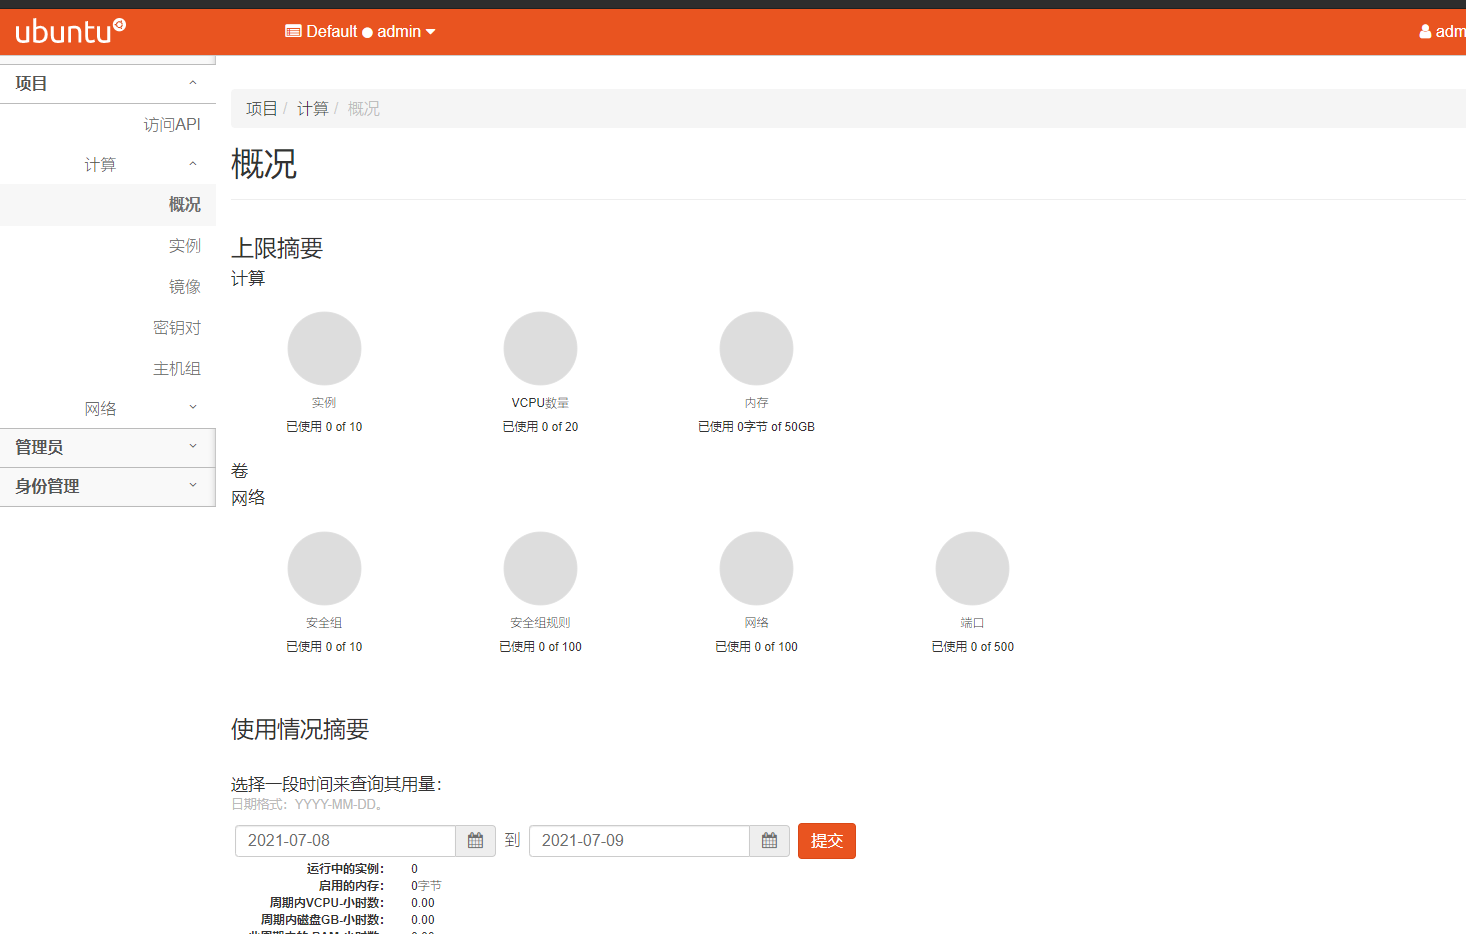 ubuntu
Default admin
adm
项目
访问API
计算
概况
实例
镜像
密钥对
主机组
网络
管理员
身份管理
项目 / 计算 / 概况
概况
上限摘要
计算
实例 VCPU数量 内存
已使用 0 of 10 已使用 0 of 20 已使用 0字节 of 50GB
卷
网络
安全组 安全组规则 网络 端口
已使用 0 of 10 已使用 0 of 100 已使用 0 of 100 已使用 0 of 500
使用情况摘要
选择一段时间来查询其用量:
日期格式: YYYY-MM-DD。
2021-07-08 到 2021-07-09 提交
运行中的实例: 0
启用的内存: 0字节
周期内VCPU-小时数: 0.00
周期内磁盘GB-小时数: 0.00